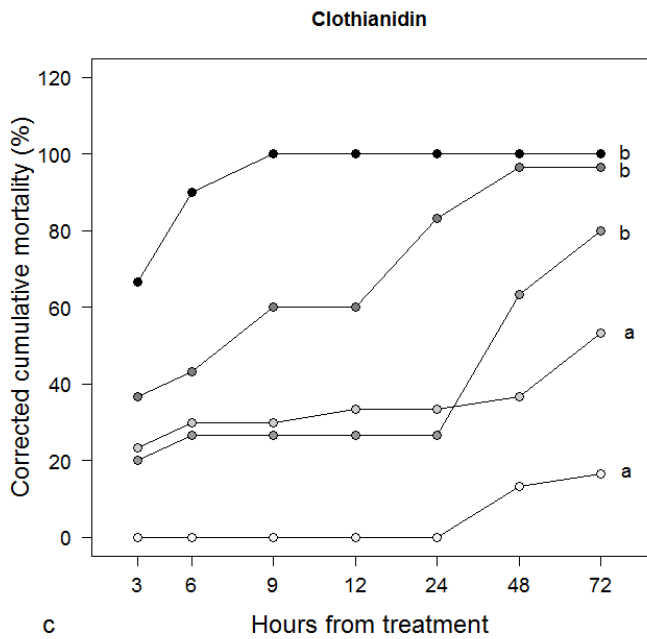 Clothianidin
Corrected cumulative mortality (%)
120
100
80
60
40
20
0
b
b
b
a
a
3 6 9 12 24 48 72
c Hours from treatment